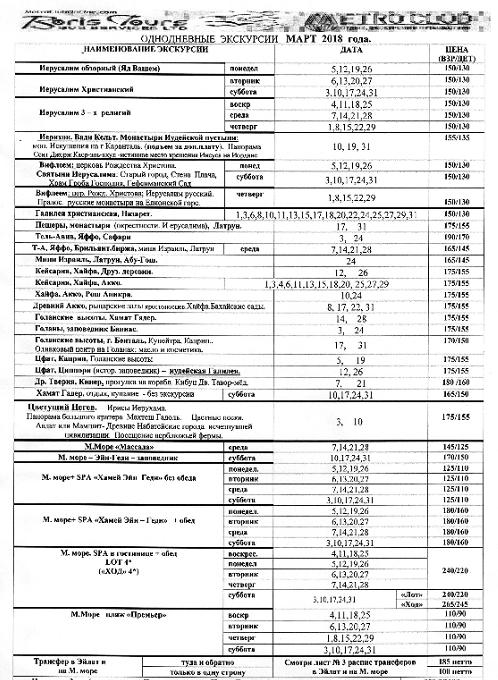 Boris Tours METRO CLUB
ОДНОДНЕВНЫЕ ЭКСКУРСИИ МАРТ 2018 года.
НАИМЕНОВАНИЕ ЭКСКУРСИИ ДАТА ЦЕНА
(ВЗР/ДЕТ)
Иерусалим обзорный (Яд Вашем) понедел 5,12,19,26 150/130
вторник 6,13,20,27 150/130
Иерусалим Христианский суббота 3,10,17,24,31 150/130
воскр 4,11,18,25 150/130
Иерусалим 3 – х религий среда 7,14,21,28 150/130
четверг 1,8,15,22,29 150/130
Иерихон. Вади Кельт. Монастыри Иудейской пустыни: 155/135
мон. Искушения на г Каранталь. (подъем за доп.плату). Панорама 10, 19, 31
Вифлеем: церковь Рождества Христова. понед 5,12,19,26 150/130
Святыни Иерусалима: Старый город, Стена Плача, суббота 3,10,17,24,31 150/130
Храм Гроба Господня, Гефсиманский Сад
Вифлеем: цер. Рожд. Христова; Иерусалим русский. четверг 1,8,15,22,29
Правос. русские монастыри на Елеонской горе. 150/130
Галилея христианская, Назарет. 1,3,6,8,10,11,13,15,17,18,20,22,24,25,27,29,31 150/130
Пещеры, монастыри (окрестности Иерусалима), Латрун. 17, 31 175/155
Тель-Авив, Яффо, Сафари 3, 24 190/170
Т-А, Яффо, Бриллиант.биржа, мини Израиль, Латрун среда 7,14,21,28 165/145
Мини Израиль, Латрун, Абу-Гош. 24 165/145
Кейсария, Хайфа, Друз. деревни. 12, 26 175/155
Кейсария, Хайфа, Акко. 1,3,4,6,11,13,15,18,20, 25,27,29 175/155
Хайфа, Акко, Рош Аникра. 10,24 175/155
Древний Акко, рыцарские залы крестоносцев. Хайфа.Бахайские сады. 8, 17, 22, 31 175/155
Голанские высоты, Хамат Гадер. 14, 28 175/155
Голаны, заповедник Баниас. 3, 24 175/155
Голанские высоты, г. Бенталь, Кунейтра, Кацрин. 170/150
Оливковый центр на Голанах: масло и косметика. 17, 31
Цфат, Кацрин, Голанские высоты 5, 19 175/155
Цфат, Циппори (истор. заповедник) – иудейская Галилея. 12, 26 175/155
Др. Тверия, Кинер, прогулка на корабл. Кибуц Дв. Таворчёд. 7, 21 180 /160
Хамат Гадер, отдых, купание - без экскурсии суббота 10,17,24,31 165/150
Цветущий Негев. Ирисы Иерухама.
Панорама большого кратера Махтеш Гадоль. Цветные пески. 3, 10 175/155
Авдат или Мамшит- Древние Набатейские города исчезнувшей
цивилизации. Посещение верблюжьей фермы.
М.Море «Массада» среда 7,14,21,28 145/125
М. море – Эйн-Геди – заповедник суббота 10,17,24,31 170/150
понедел. 5,12,19,26 125/110
М. море+ SPA «Хамей Эйн Геди» без обеда вторник 6,13,20,27 125/110
среда 7,14,21,28 125/110
суббота 3,10,17,24,31 125/110
понедел. 5,12,19,26 180/160
М. море+ SPA «Хамей Эйн – Геди» + обед вторник 6,13,20,27 180/160
среда 7,14,21,28 180/160
суббота 3,10,17,24,31 180/160
М. море. SPA в гостинице + обед воскрес. 4,11,18,25
LOT 4* понедел 5,12,19,26 240/220
(«ХОД» 4*) вторник 6,13,20,27
четверг 7,14,21,28
суббота 3,10,17,24,31 «Лот» 240/220
«Ход» 265/245
М.Море пляж «Премьер» воскр 4,11,18,25 110/90
вторник 6,13,20,27 110/90
четверг 1,8,15,22,29 110/90
суббота 3,10,17,24,31 110/90
Трансфер в Эйлат и туда и обратно Смотри лист № 3 распис трансферов 185 нетто
на М. море только в одну строну в Эйлат и на М. море 108 нетто